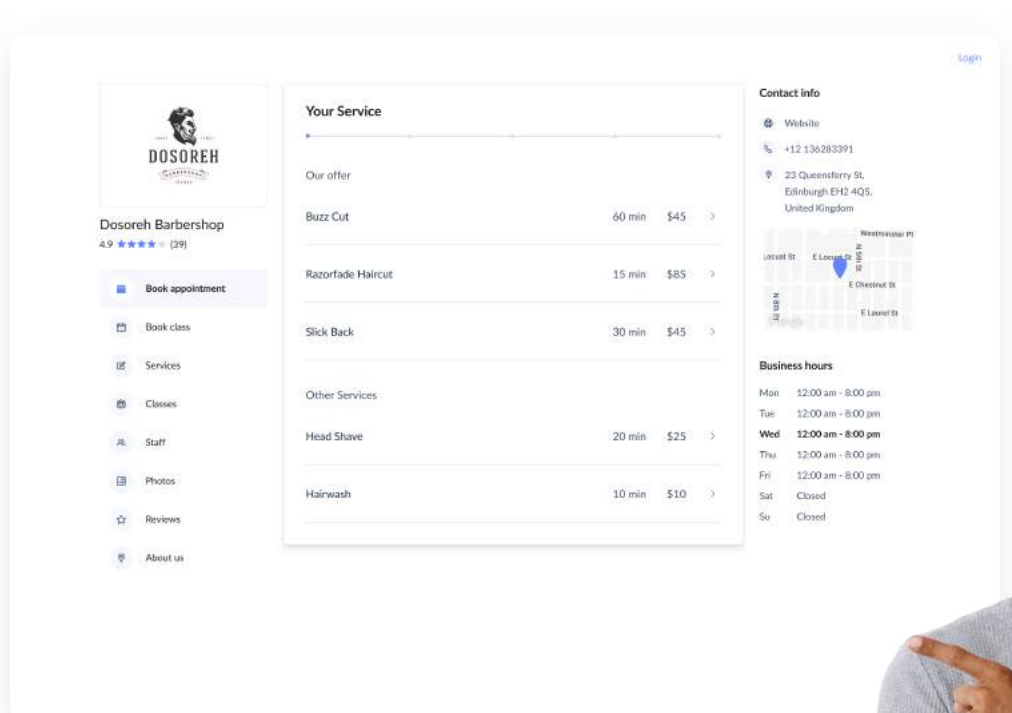 Login
DOSOREH
Dosoreh Barbershop
4.9 (39)
Book appointment
Book class
Services
Classes
Staff
Photos
Reviews
About us
Your Service
Our offer
Buzz Cut 60 min $45
Razorfade Haircut 15 min $85
Slick Back 30 min $45
Other Services
Head Shave 20 min $25
Hairwash 10 min $10
Contact info
Website
+12 136283391
23 Queensferry St,
Edinburgh EH2 4QS,
United Kingdom
Westminster Pl
Locust St E Locust St
N 5th St
E Chestnut St
N 8th St
E Laurel St
Google
Business hours
Mon 12:00 am - 8:00 pm
Tue 12:00 am - 8:00 pm
Wed 12:00 am - 8:00 pm
Thu 12:00 am - 8:00 pm
Fri 12:00 am - 8:00 pm
Sat Closed
Su Closed